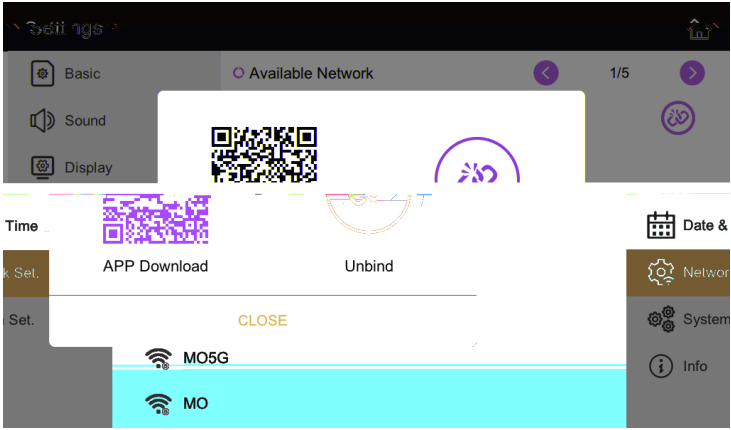 Settings
Basic
Available Network
1/5
Sound
Display
Time
Date &
APP Download
Unbind
k Set.
Networ
Set.
CLOSE
System
MO5G
Info
MO